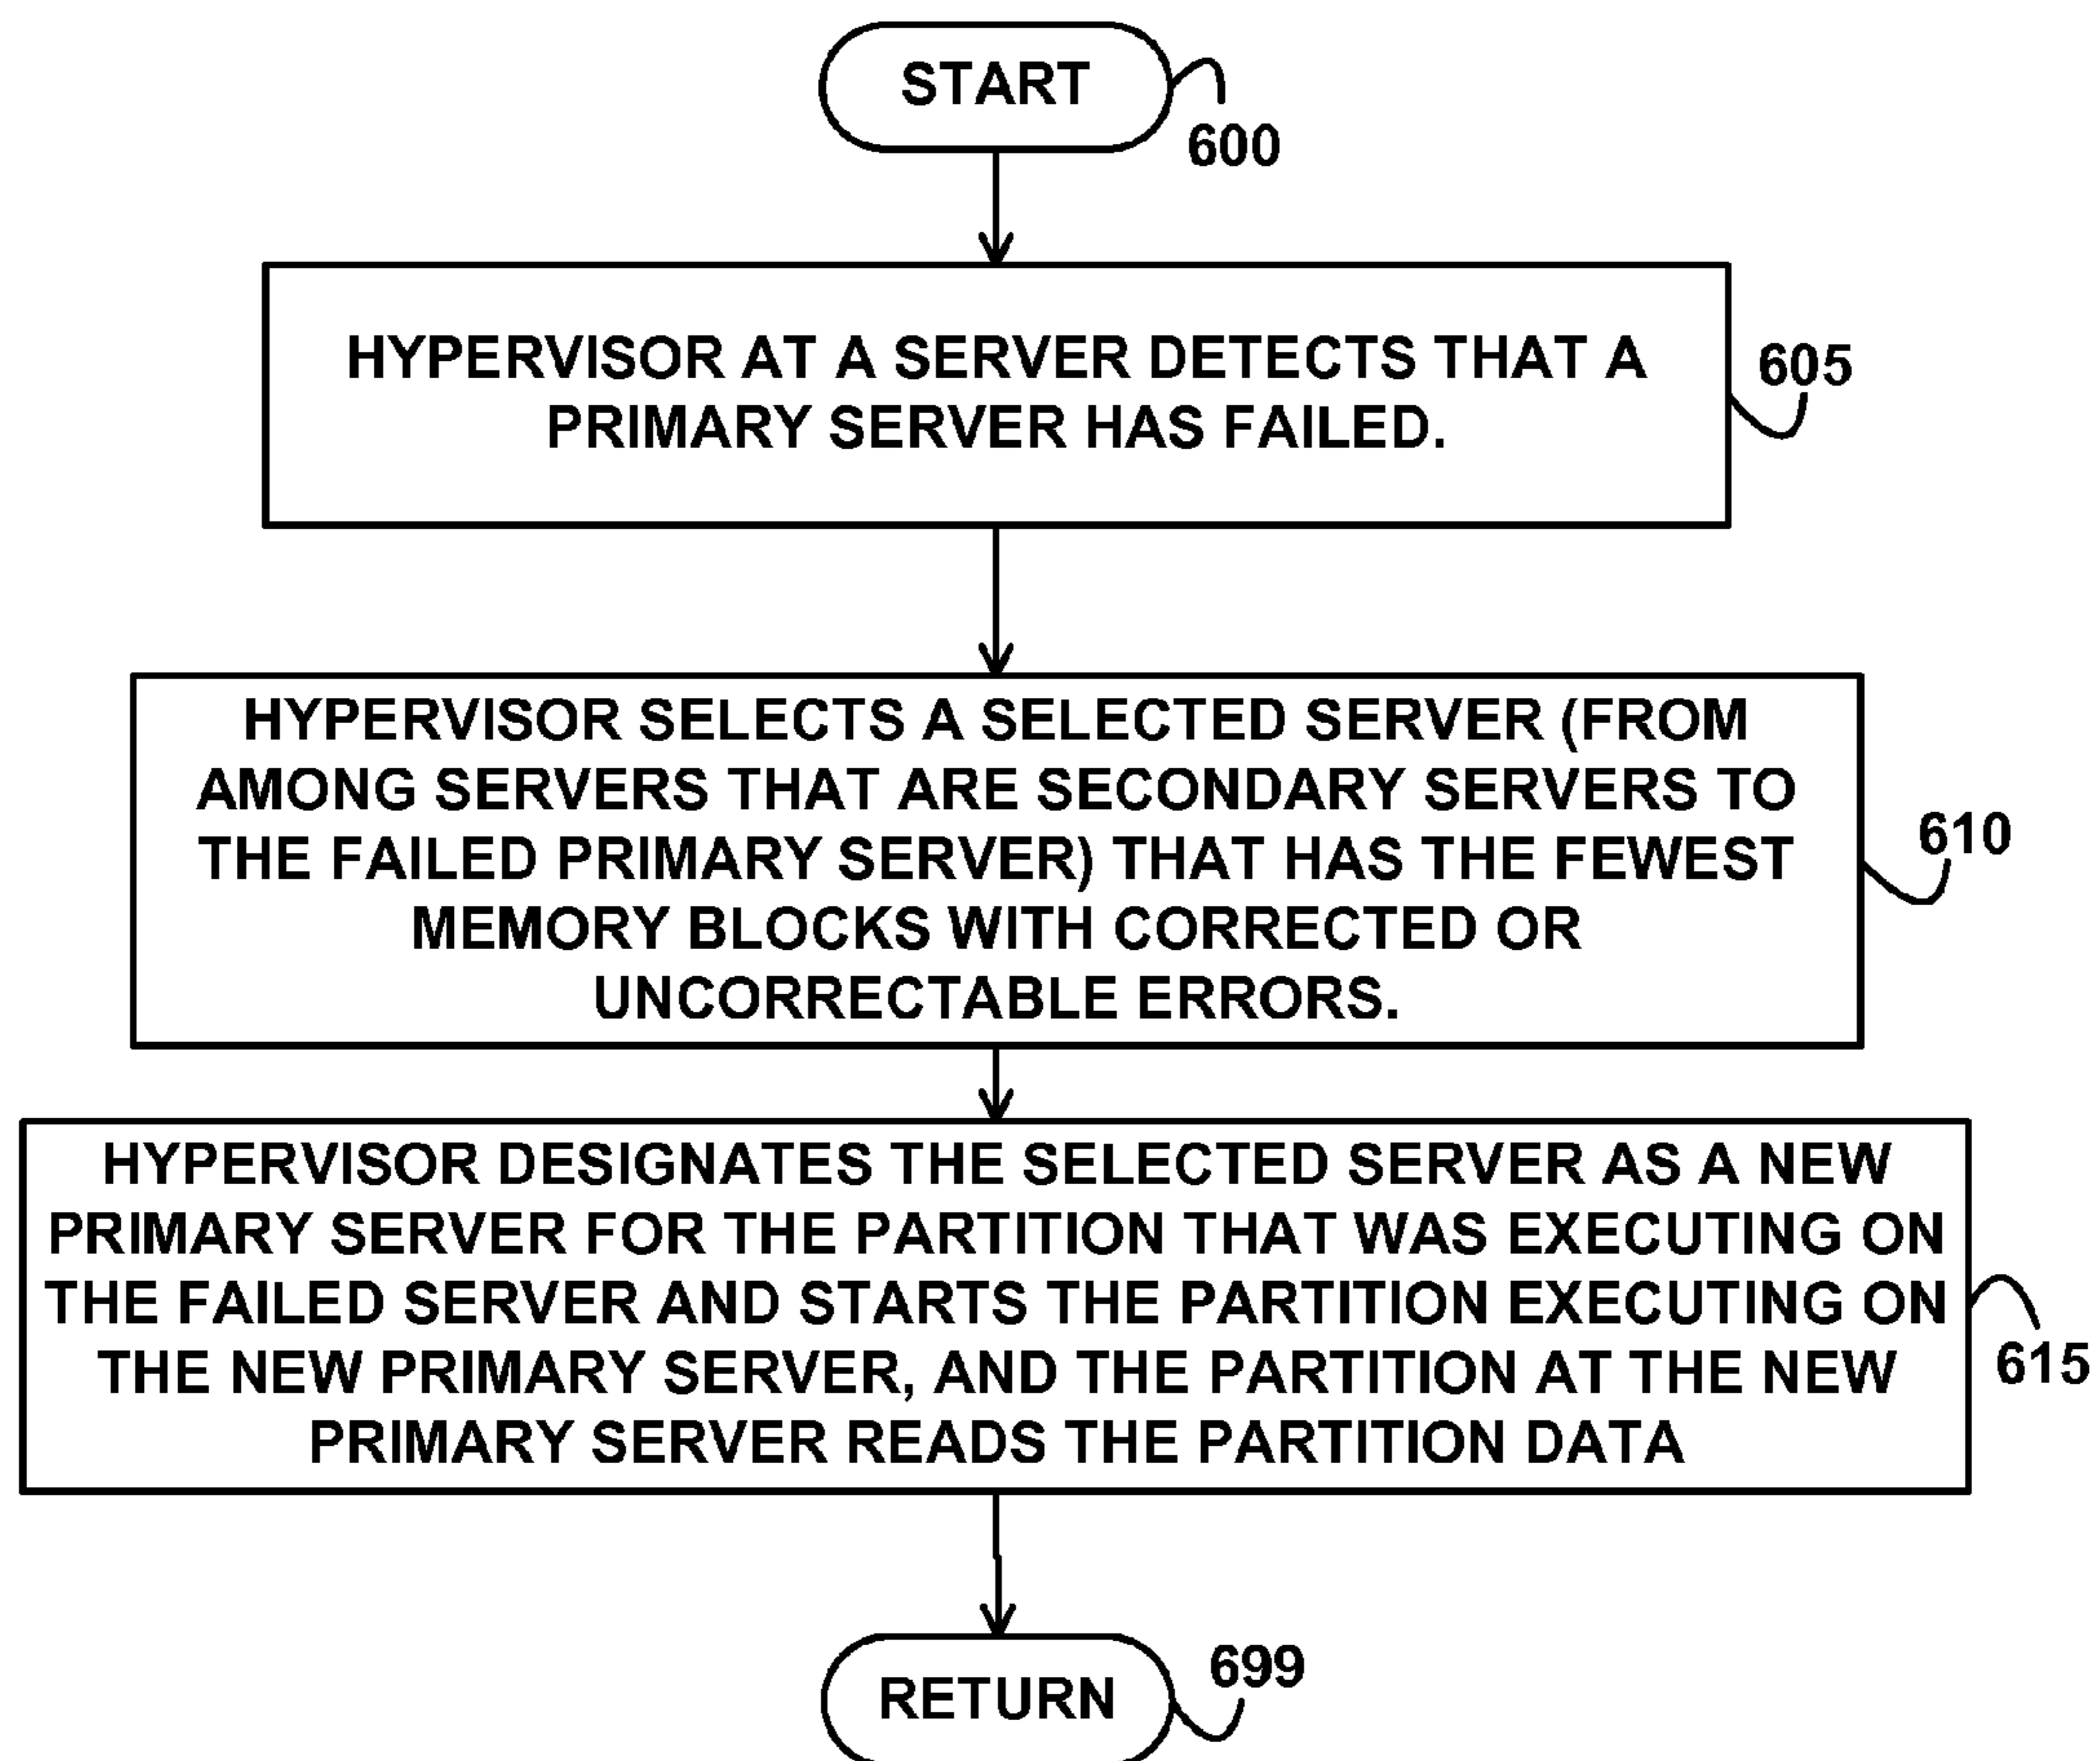 START
600
HYPERVISOR AT A SERVER DETECTS THAT A
PRIMARY SERVER HAS FAILED.
605
HYPERVISOR SELECTS A SELECTED SERVER (FROM
AMONG SERVERS THAT ARE SECONDARY SERVERS TO
THE FAILED PRIMARY SERVER) THAT HAS THE FEWEST
MEMORY BLOCKS WITH CORRECTED OR
UNCORRECTABLE ERRORS.
610
HYPERVISOR DESIGNATES THE SELECTED SERVER AS A NEW
PRIMARY SERVER FOR THE PARTITION THAT WAS EXECUTING ON
THE FAILED SERVER AND STARTS THE PARTITION EXECUTING ON
THE NEW PRIMARY SERVER, AND THE PARTITION AT THE NEW
PRIMARY SERVER READS THE PARTITION DATA
615
RETURN
699